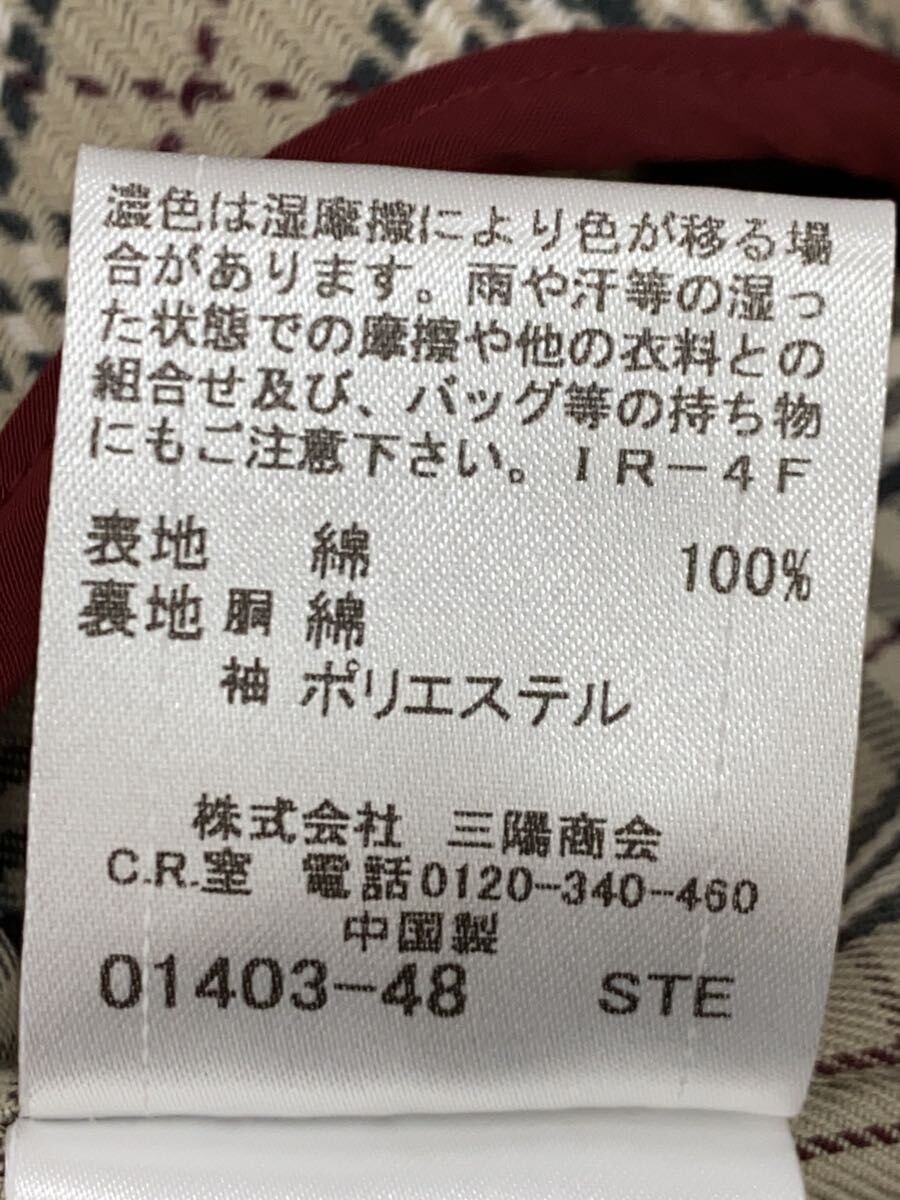 濃色は湿摩擦により色が移る場
合があります。雨や汗等の湿っ
た状態での摩擦や他の衣料との
組合せ及び、バッグ等の持ち物
にもご注意下さい。IR-4F
表地 綿 100%
裏地 胴 綿
袖 ポリエステル
株式会社 三陽商会
C.R.室 電話0120-340-460
中国製
01403-48 STE